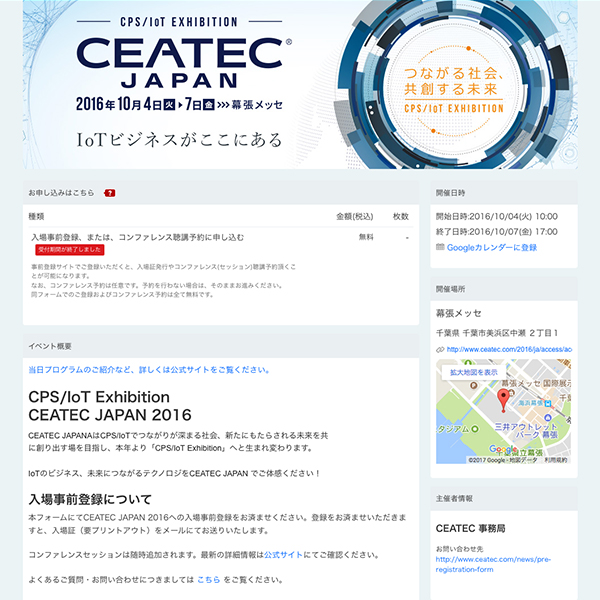 CPS/IoT EXHIBITION
CEATEC®
JAPAN
2016年10月4日火▸7日金>>>幕張メッセ
IoTビジネスがここにある
つながる社会、
共創する未来
CPS/IoT EXHIBITION
お申し込みはこちら ?
種類 金額(税込) 枚数
入場事前登録、または、コンファレンス聴講予約に申し込む 無料 -
受付期間が終了しました
事前登録サイトでご登録いただくと、入場証発行やコンファレンス(セッション)聴講予約頂くこ
とが可能になります。
なお、コンファレンス予約は任意です。予約を行わない場合は、そのままお進みください。
同フォームでのご登録およびコンファレンス予約は全て無料です。
イベント概要
当日プログラムのご紹介など、詳しくは公式サイトをご覧ください。
CPS/IoT Exhibition
CEATEC JAPAN 2016
CEATEC JAPANAはCPS/IoTでつながりが深まる社会、新たにもたらされる未来を共
に創り出す場を目指し、本年より「CPS/IoT Exhibition」へと生まれ変わります。
IoTのビジネス、未来につながるテクノロジをCEATEC JAPAN でご体感ください！
入場事前登録について
本フォームにてCEATEC JAPAN 2016への入場事前登録をお済ませください。登録をお済ませいただきま
すと、入場証（要プリントアウト）をメールにてお送りいたします。
コンファレンスセッションは随時追加されます。最新の詳細情報は公式サイトにてご確認ください。
よくあるご質問・お問い合わせにつきましては こちら をご覧ください。
開催日時
開始日時:2016/10/04(火) 10:00
終了日時:2016/10/07(金) 17:00
Googleカレンダーに登録
開催場所
幕張メッセ
千葉県 千葉市美浜区中瀬 ２丁目１
http://www.ceatec.com/2016/ja/access/ac
拡大地図を表示
幕張メッセ 国際展示
海浜幕張
三井アウトレット
パーク 幕張
タジアム
千葉県立幕張
Google
©2017 Google - 地図データ 利用規約
主催者情報
CEATEC 事務局
お問い合わせ先
http://www.ceatec.com/news/pre-
registration-form